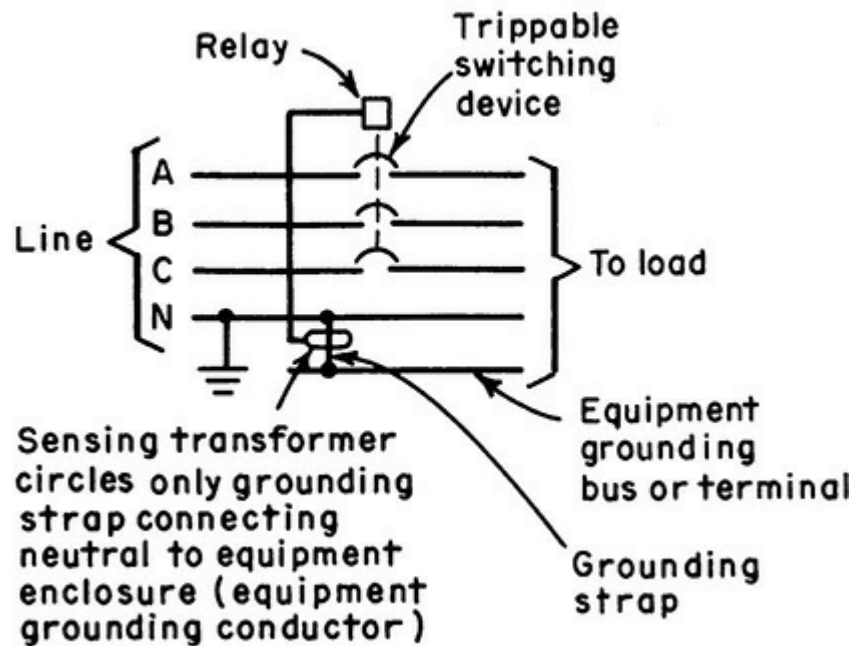 Relay
Trippable
switching
device
A
B
Line
C
To load
N
Sensing transformer
circles only grounding
strap connecting
neutral to equipment
enclosure (equipment
grounding conductor)
Equipment
grounding
bus or terminal
Grounding
strap